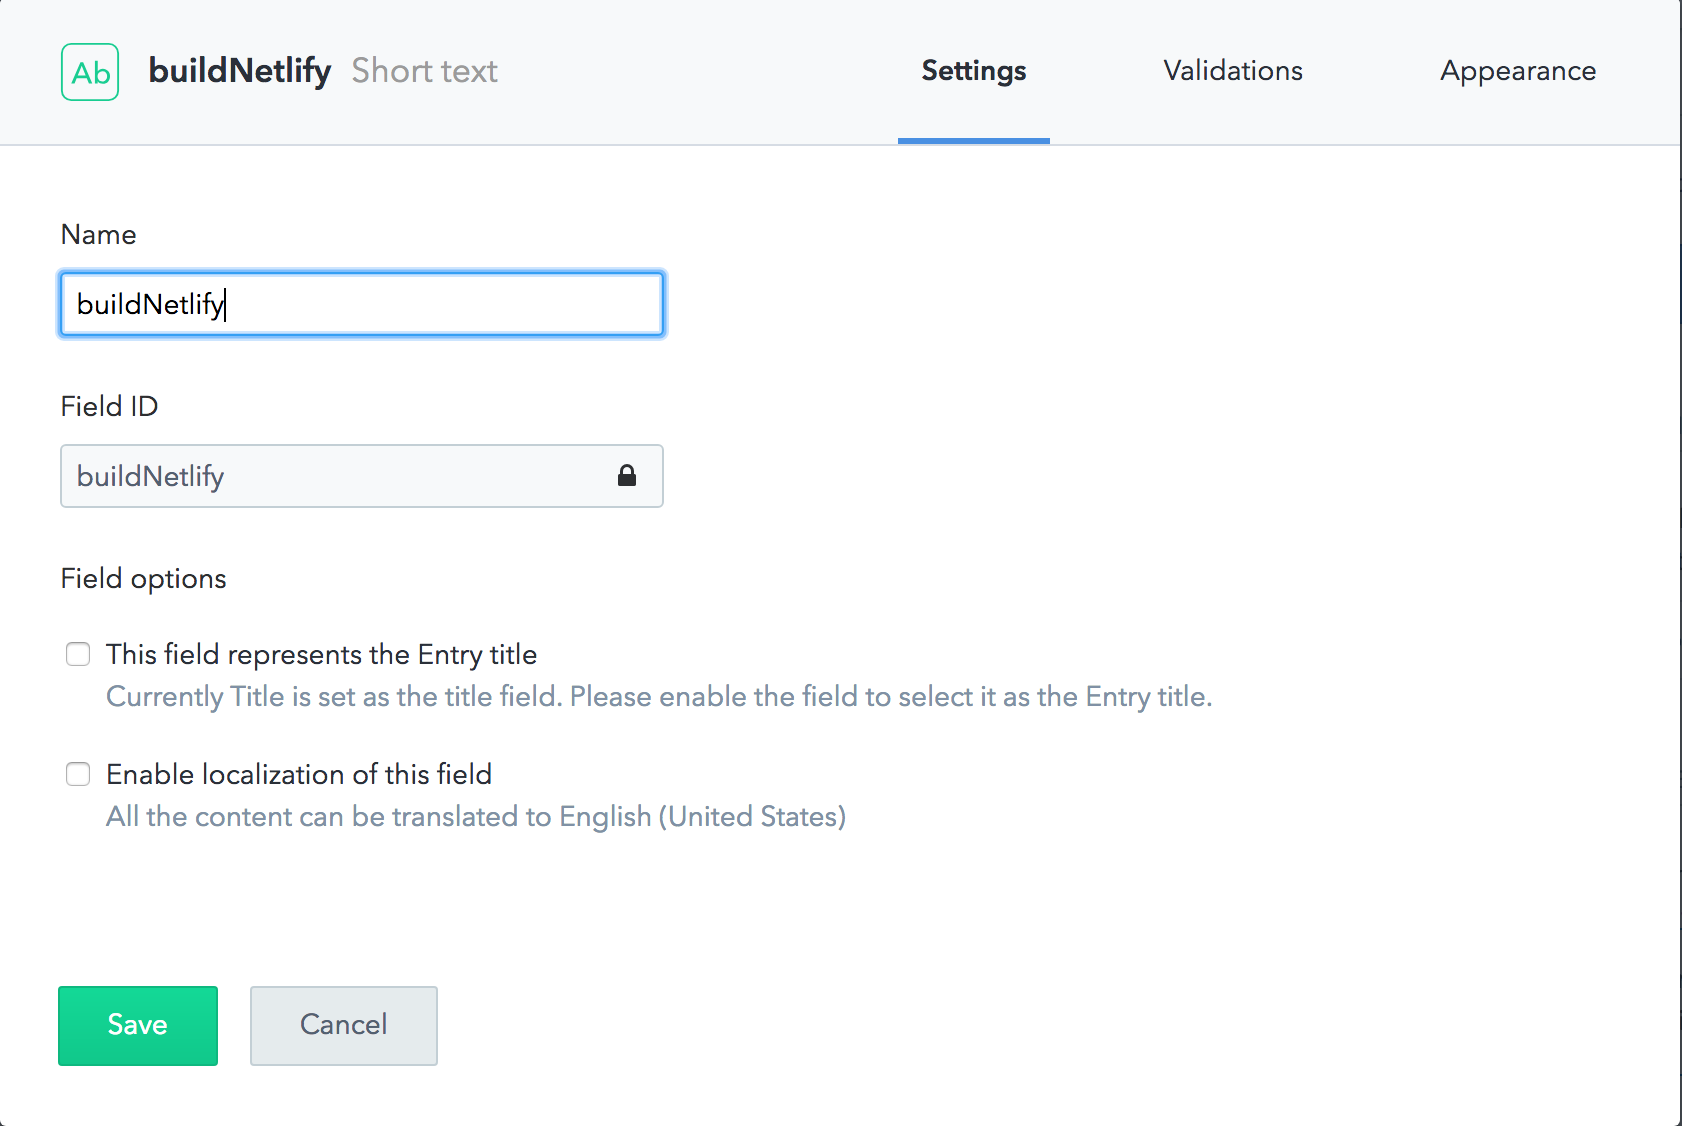 Ab buildNetlify Short text Settings Validations Appearance
Name
buildNetlify
Field ID
buildNetlify
Field options
This field represents the Entry title
Currently Title is set as the title field. Please enable the field to select it as the Entry title.
Enable localization of this field
All the content can be translated to English (United States)
Save Cancel